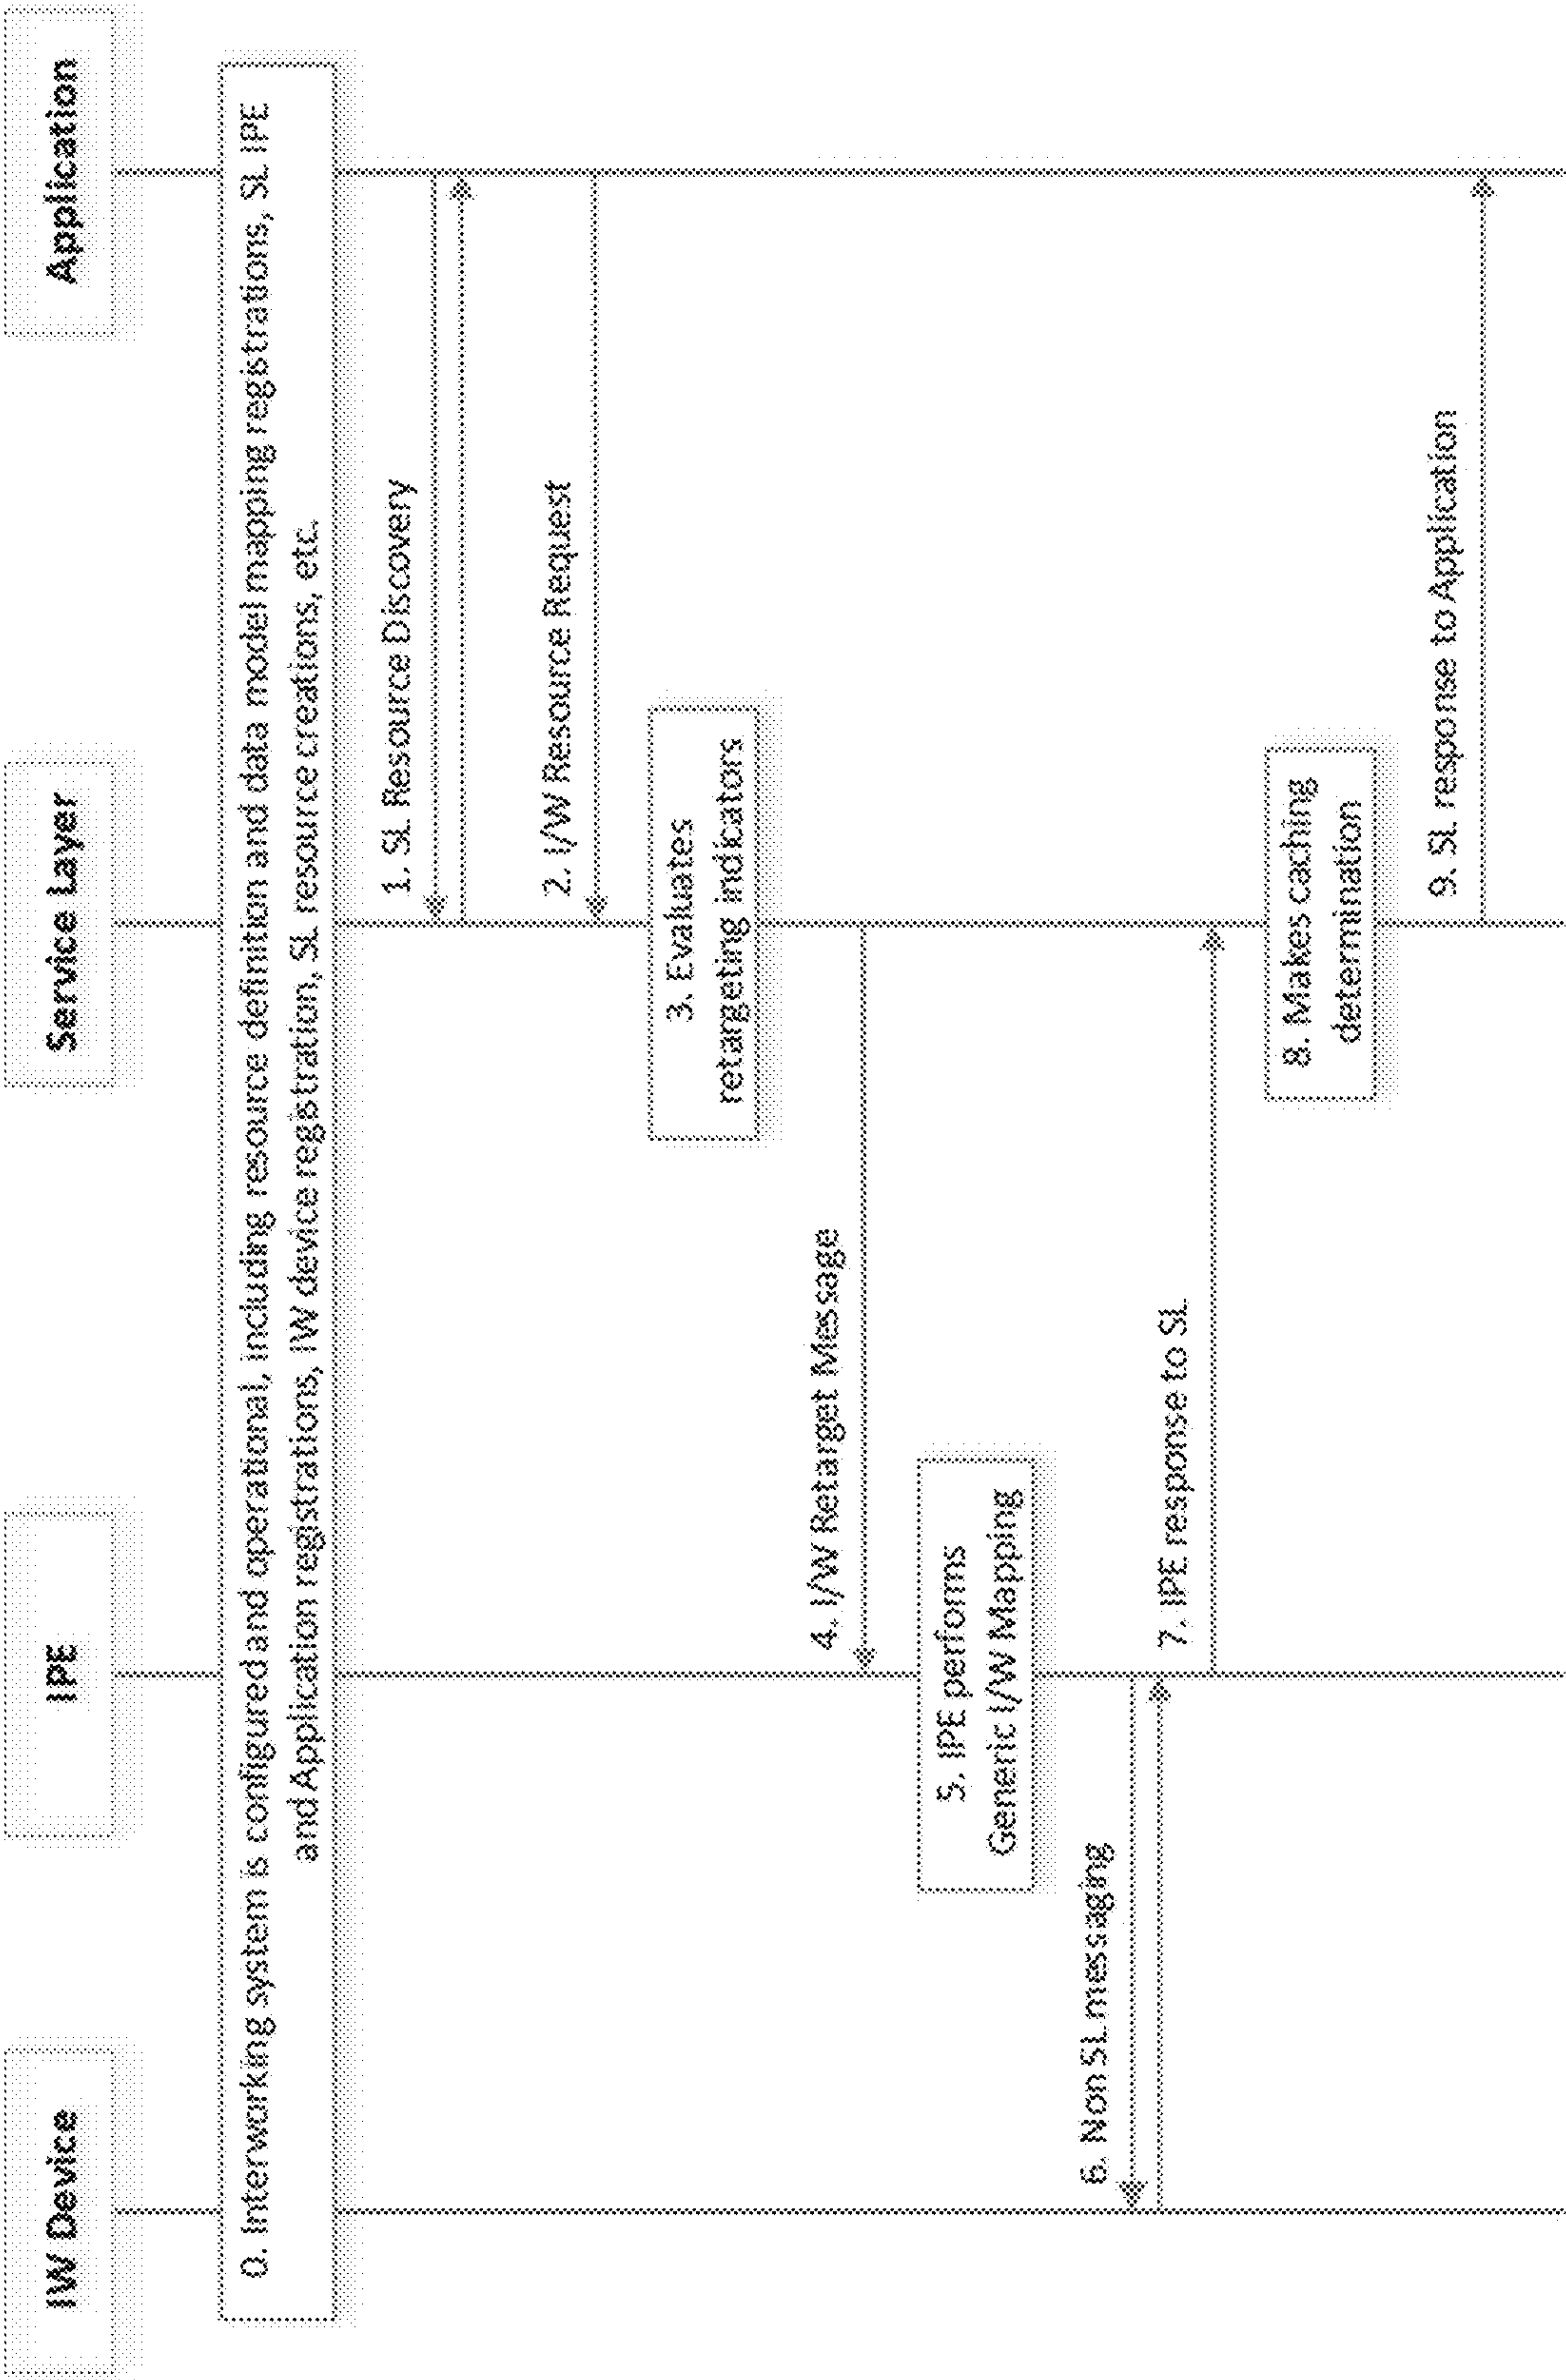 IW Device
IPE
Service Layer
Application
0. Interworking system is configured and operational, including resource definition and data model mapping registrations, SL IPE
and Application registrations, IW device registration, SL resource creations, etc.
1. SL Resource Discovery
2. I/W Resource Request
3. Evaluates
retargeting indicators
4. I/W Retarget Message
5. IPE performs
Generic I/W Mapping
6. Non SL messaging
7. IPE response to SL
8. Makes caching
determination
9. SL response to Application